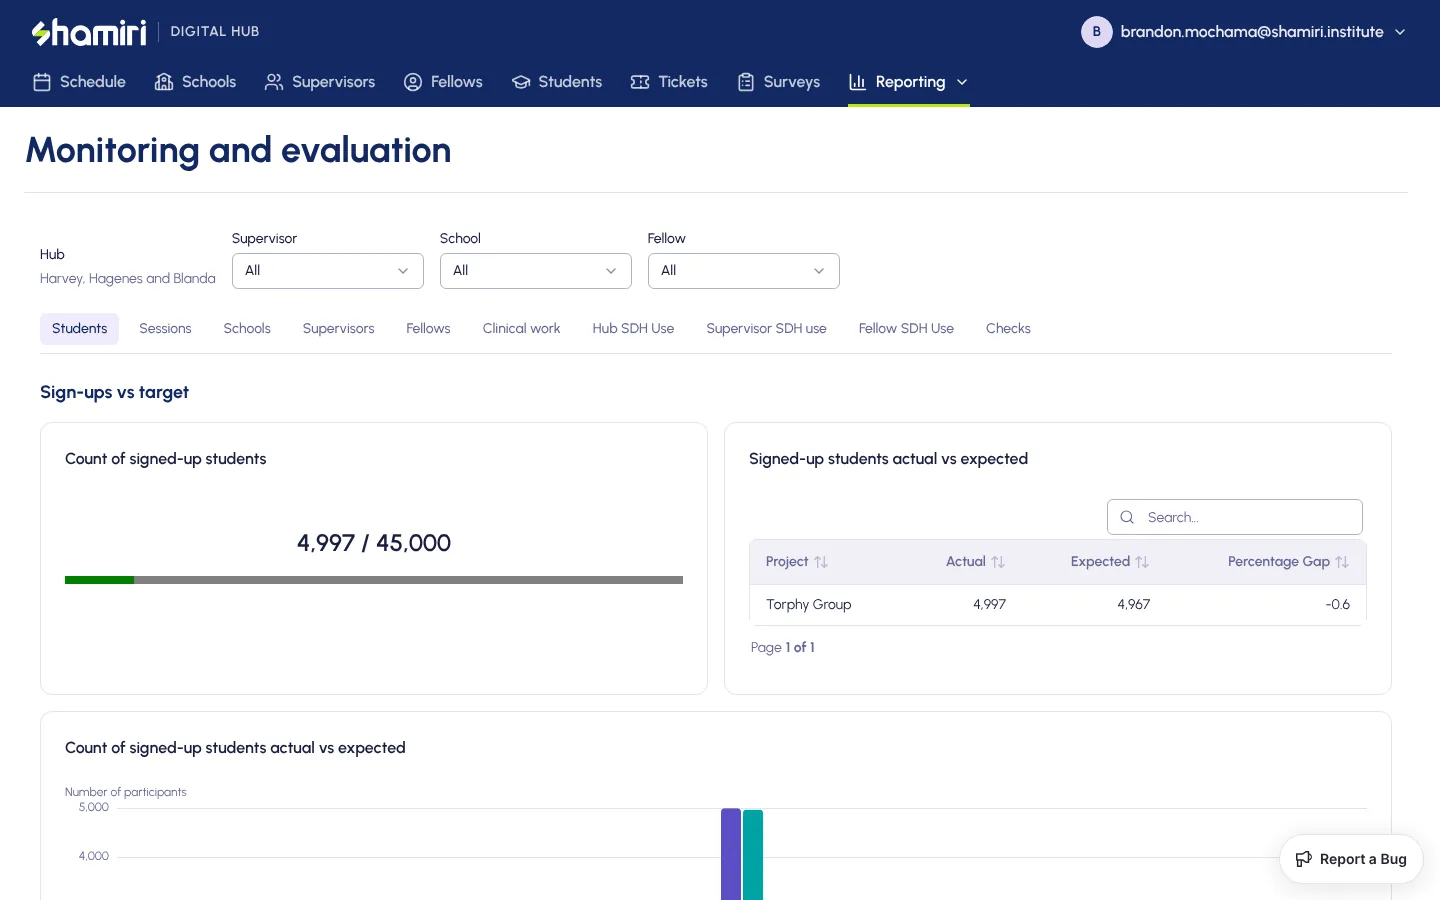 shamiri
DIGITAL HUB
B
brandon.mochama@shamiri.institute
Schedule
Schools
Supervisors
Fellows
Students
Tickets
Surveys
Reporting
Monitoring and evaluation
Hub
Harvey, Hagenes and Blanda
Supervisor
All
School
All
Fellow
All
Students
Sessions
Schools
Supervisors
Fellows
Clinical work
Hub SDH Use
Supervisor SDH use
Fellow SDH Use
Checks
Sign-ups vs target
Count of signed-up students
4,997 / 45,000
Signed-up students actual vs expected
Search...
Project Actual Expected Percentage Gap
Torphy Group 4,997 4,967 -0.6
Page 1 of 1
Count of signed-up students actual vs expected
Number of participants
5,000
4,000
Report a Bug